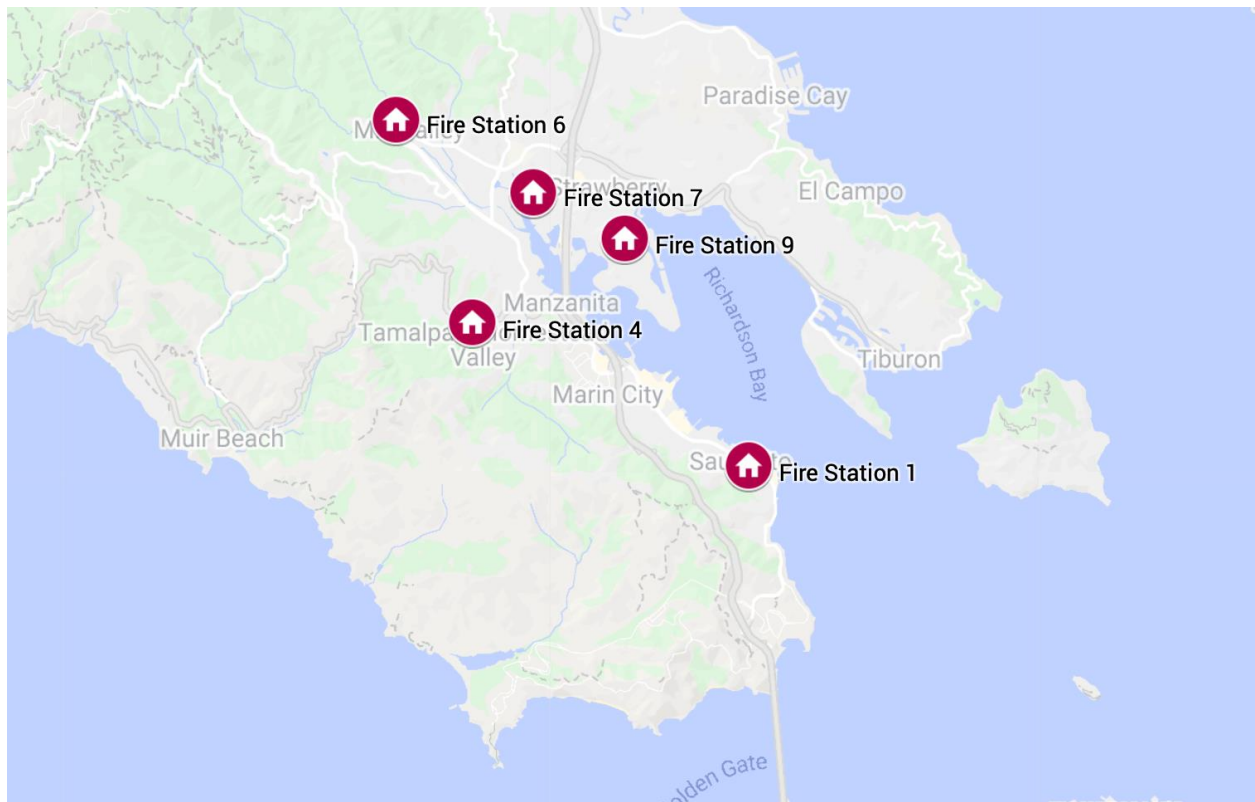 Paradise Cay
Fire Station 6
Strawberry
El Campo
Fire Station 7
Fire Station 9
Richardson Bay
Manzanita
Fire Station 4
Valley
Tiburon
Marin City
Muir Beach
Fire Station 1
Golden Gate